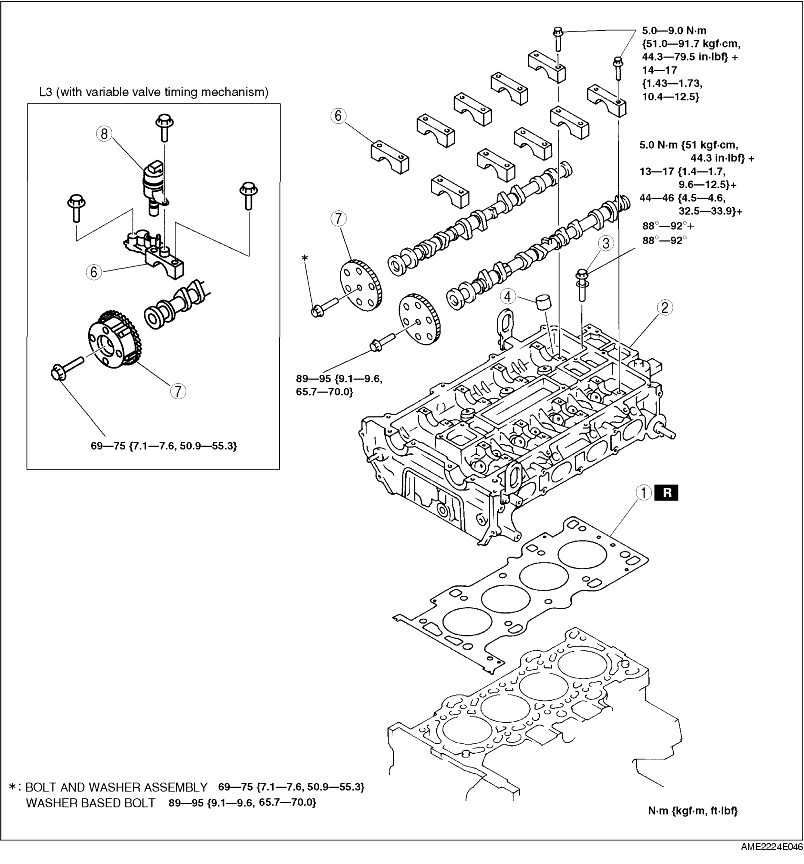 L3 (with variable valve timing mechanism)
8
6
7
69—75 {7.1—7.6, 50.9—55.3}
5.0—9.0 N·m
{51.0—91.7 kgf·cm,
44.3—79.5 in·lbf} +
14—17
{1.43—1.73,
10.4—12.5}
6
5.0 N·m {51 kgf·cm,
44.3 in·lbf} +
13—17 {1.4—1.7,
9.6—12.5}+
44—46 {4.5—4.6,
32.5—33.9}+
88°—92°+
88°—92°
7
*
3
4
2
89—95 {9.1—9.6,
65.7—70.0}
1 R
*: BOLT AND WASHER ASSEMBLY 69—75 {7.1—7.6, 50.9—55.3}
WASHER BASED BOLT 89—95 {9.1—9.6, 65.7—70.0}
N·m {kgf·m, ft·lbf}
AME2224E046